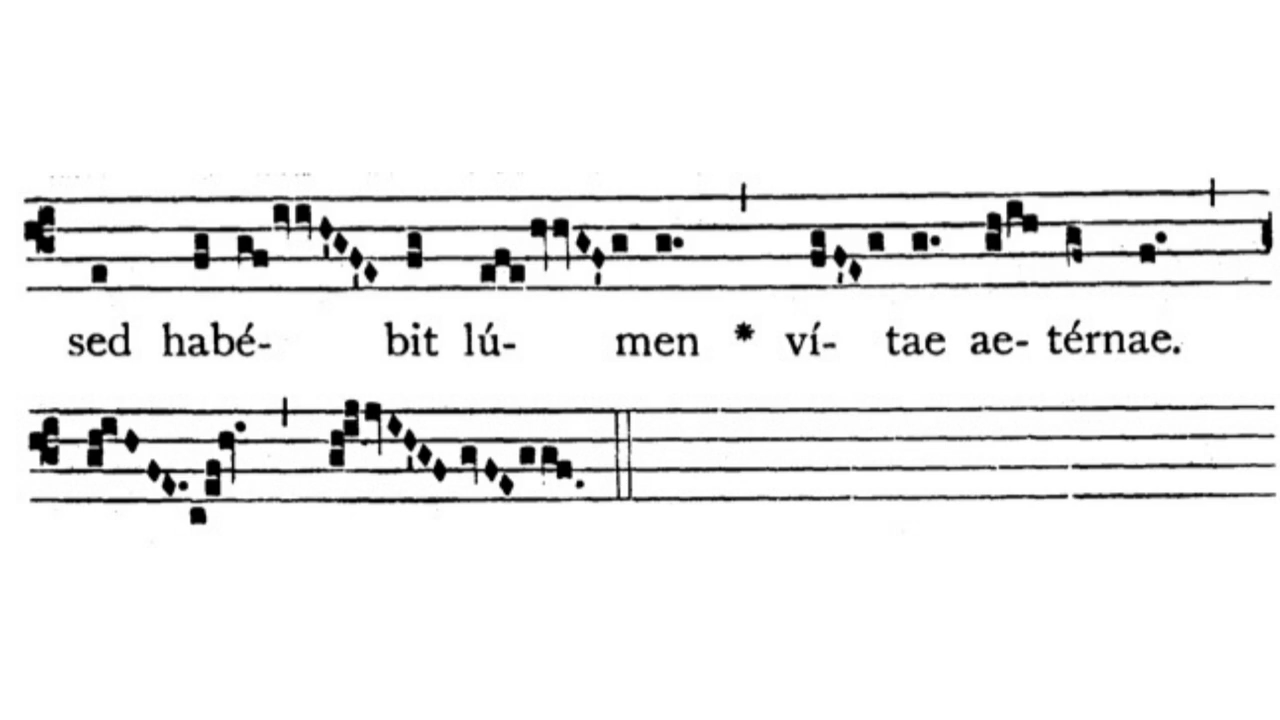 sed habé- bit lú- men * ví- tae ae- térnae.